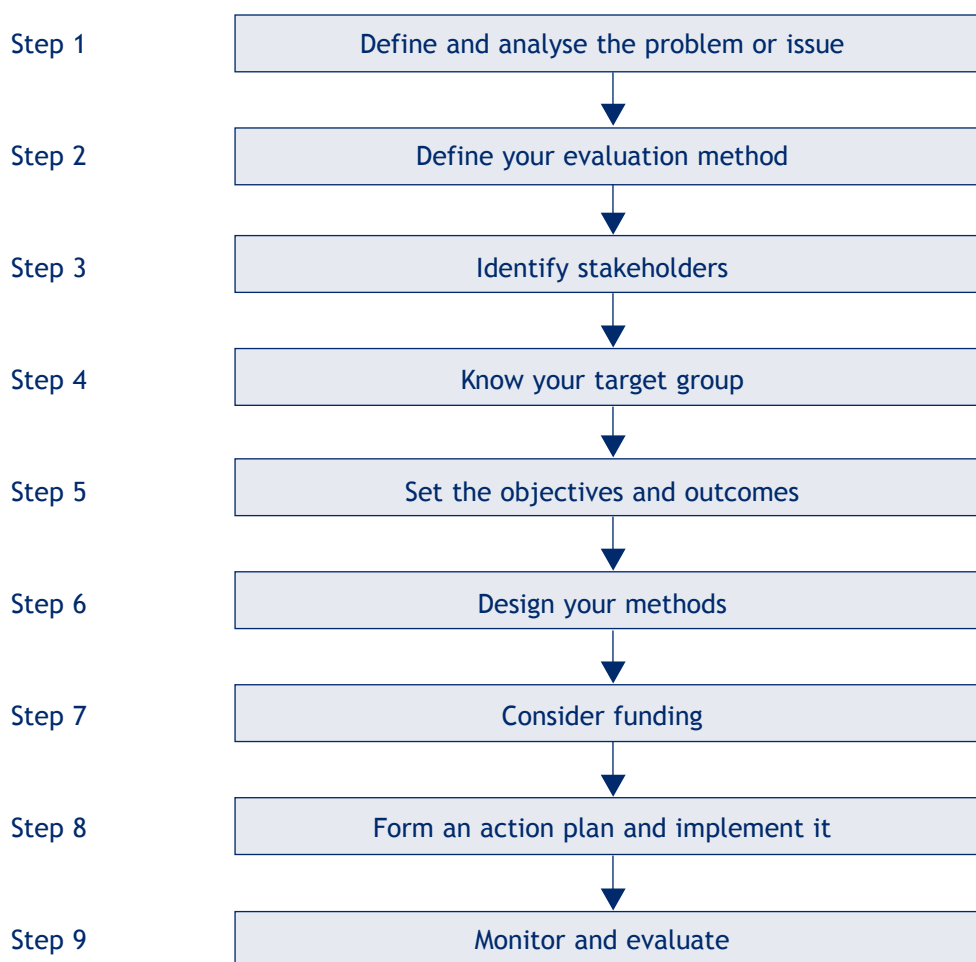 Step 1 Define and analyse the problem or issue
Step 2 Define your evaluation method
Step 3 Identify stakeholders
Step 4 Know your target group
Step 5 Set the objectives and outcomes
Step 6 Design your methods
Step 7 Consider funding
Step 8 Form an action plan and implement it
Step 9 Monitor and evaluate